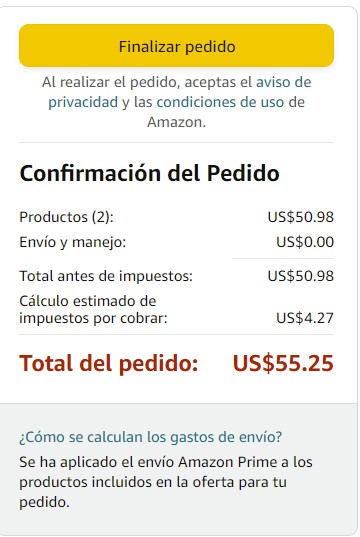 Finalizar pedido
Al realizar el pedido, aceptas el aviso de
privacidad y las condiciones de uso de
Amazon.
Confirmación del Pedido
Productos (2): US$50.98
Envío y manejo: US$0.00
Total antes de impuestos: US$50.98
Cálculo estimado de
impuestos por cobrar: US$4.27
Total del pedido: US$55.25
¿Cómo se calculan los gastos de envío?
Se ha aplicado el envío Amazon Prime a los
productos incluidos en la oferta para tu
pedido.